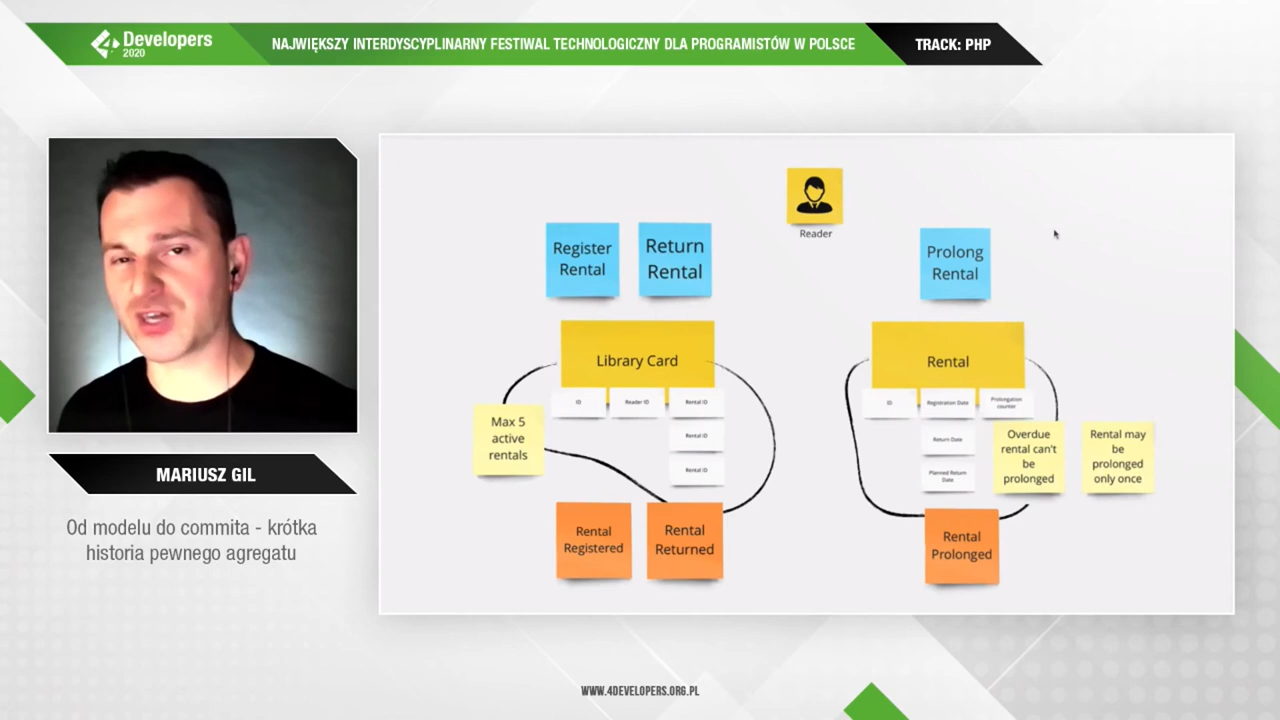 4Developers
2020
NAJWIĘKSZY INTERDYSCYPLINARNY FESTIWAL TECHNOLOGICZNY DLA PROGRAMISTÓW W POLSCE
TRACK: PHP
MARIUSZ GIL
Od modelu do commita - krótka
historia pewnego agregatu
Reader
Register
Rental
Return
Rental
Prolong
Rental
Library Card
ID
Reader ID
Rental ID
Rental ID
Rental ID
Max 5
active
rentals
Rental
Registered
Rental
Returned
Rental
ID
Registration Date
Prolongation
counter
Return Date
Planned Return
Date
Overdue
rental can't
be
prolonged
Rental may
be
prolonged
only once
Rental
Prolonged
WWW.4DEVELOPERS.ORG.PL